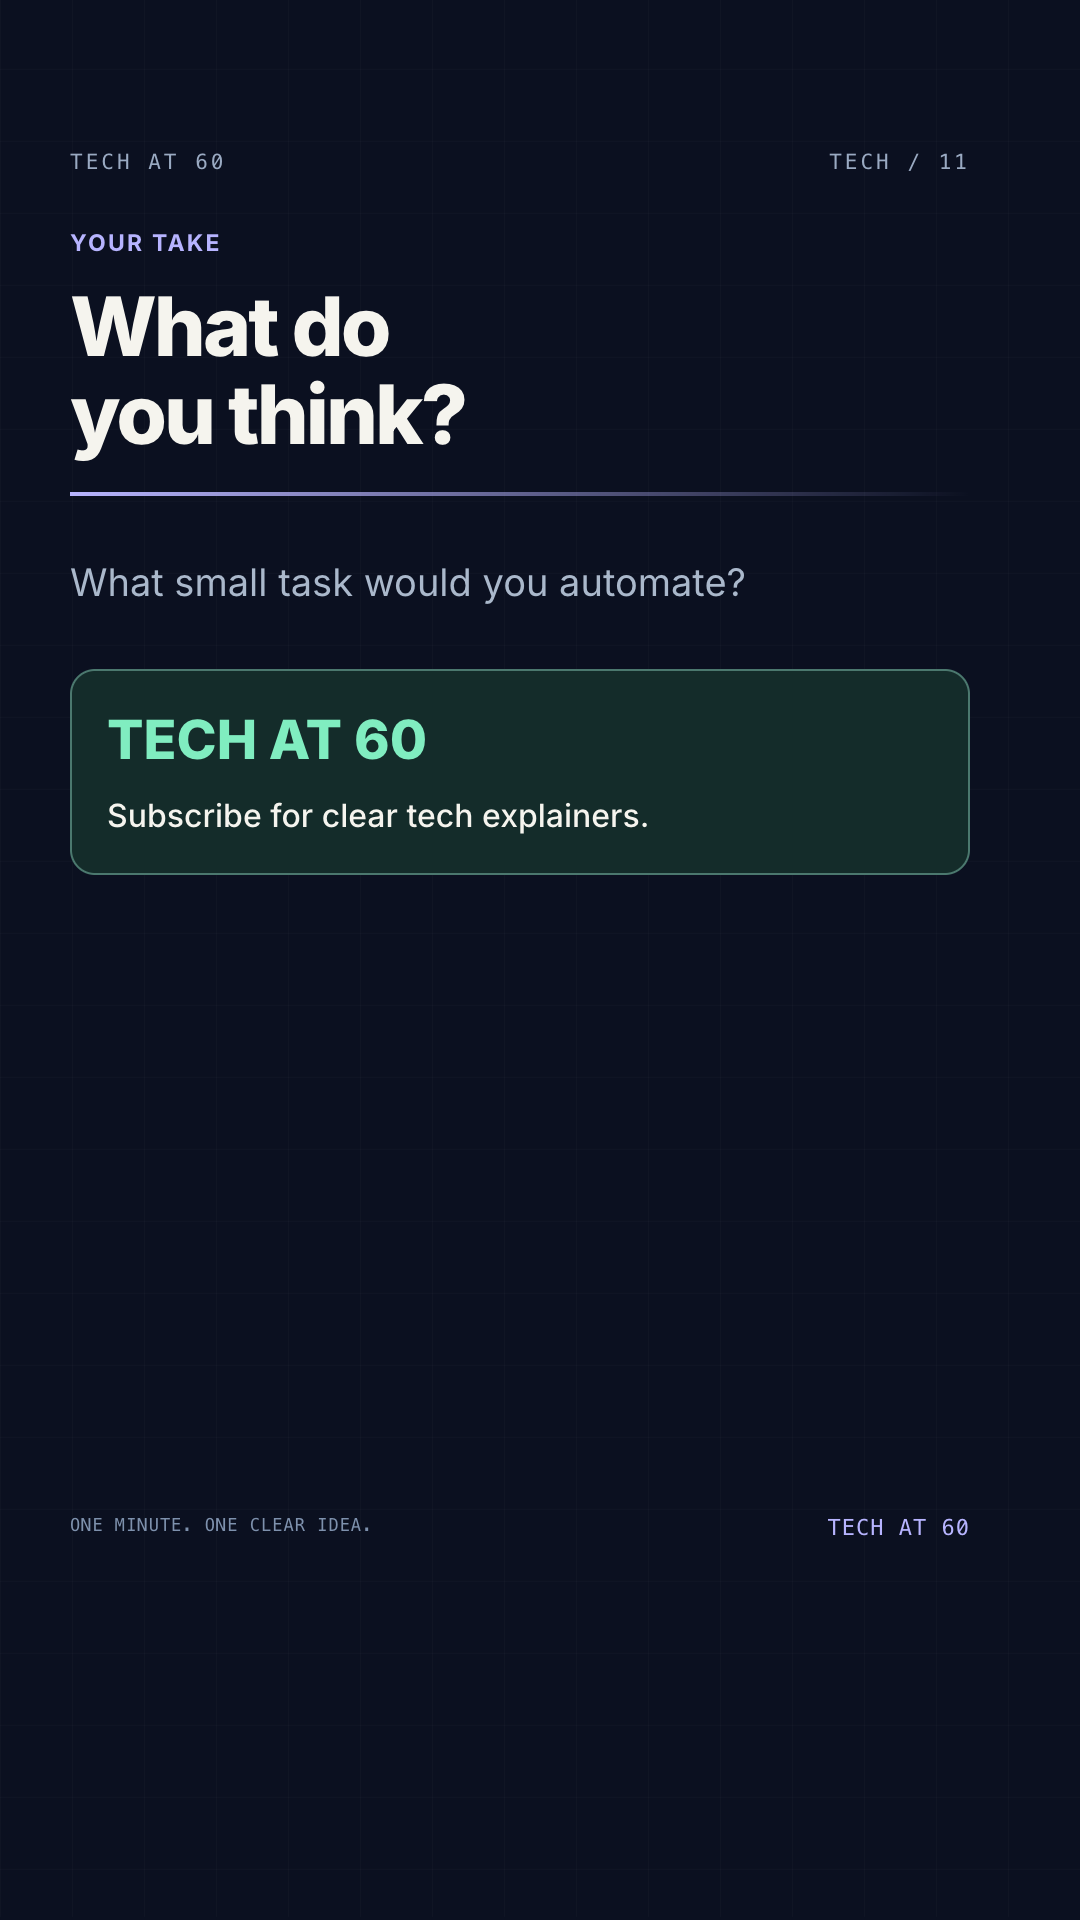 TECH AT 60
TECH / 11
YOUR TAKE
What do
you think?
What small task would you automate?
TECH AT 60
Subscribe for clear tech explainers.
ONE MINUTE. ONE CLEAR IDEA.
TECH AT 60